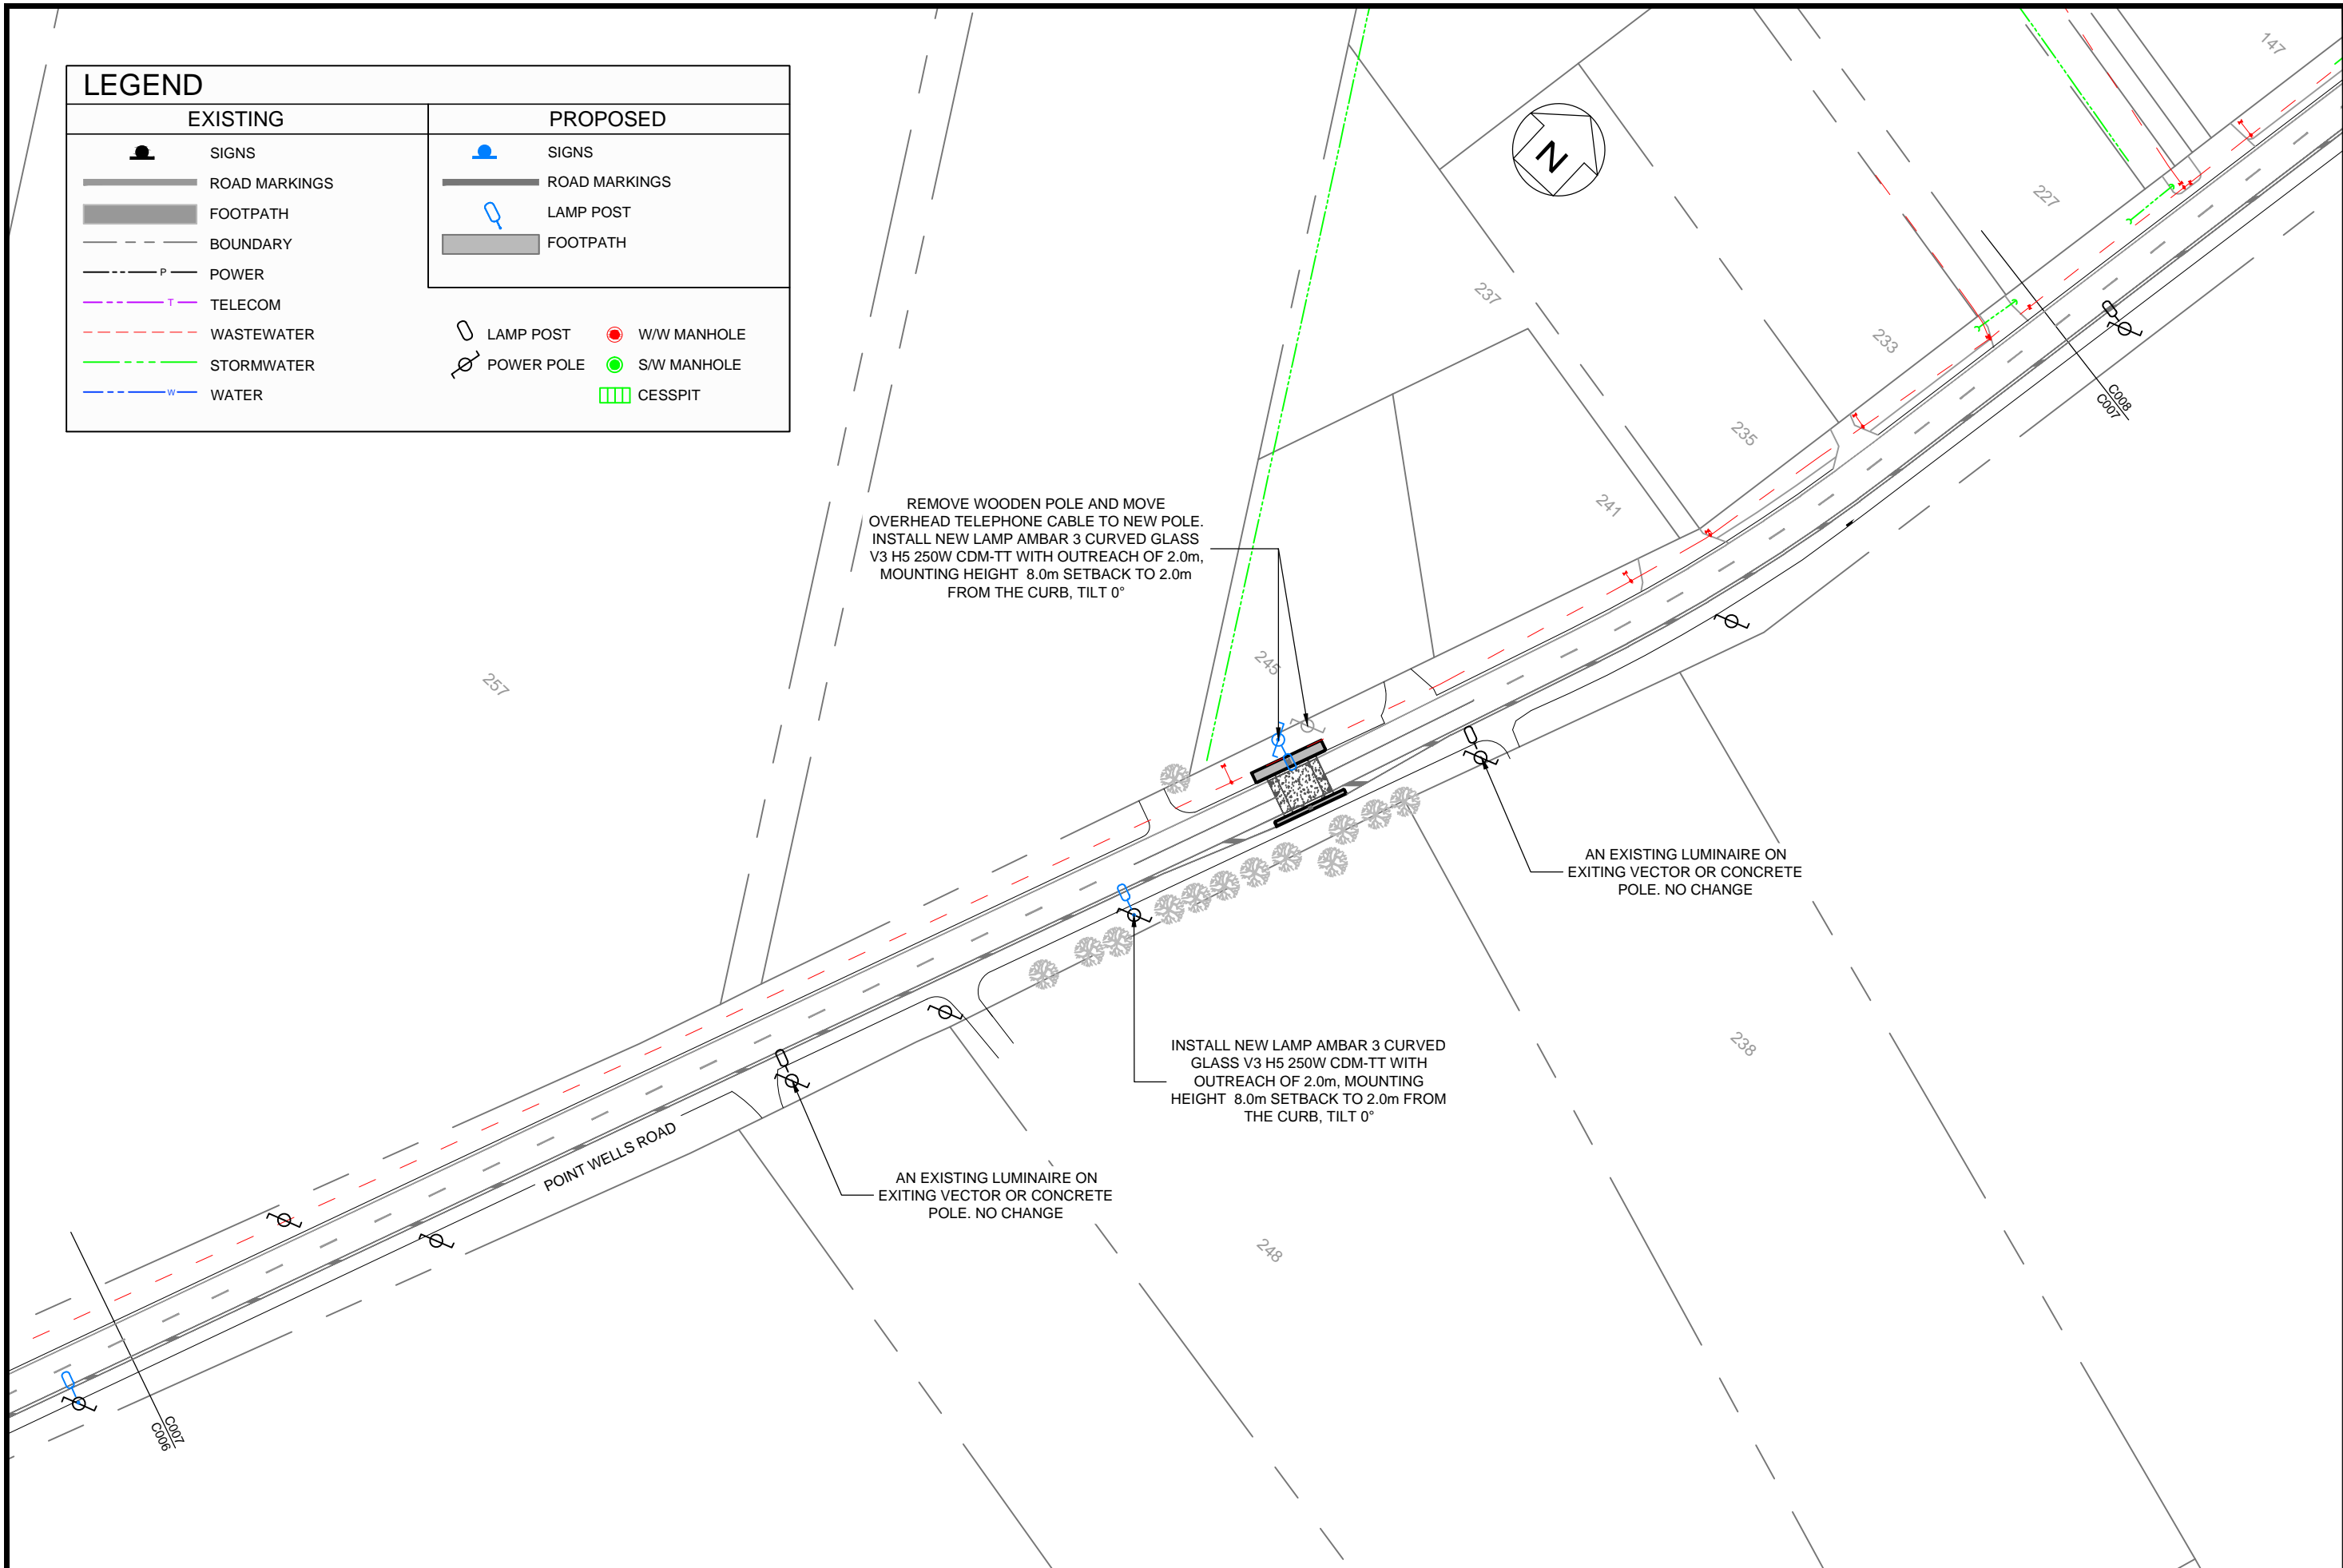 LEGEND
EXISTING
PROPOSED
SIGNS
ROAD MARKINGS
FOOTPATH
BOUNDARY
POWER
P
TELECOM
T
WASTEWATER
STORMWATER
WATER
W
SIGNS
ROAD MARKINGS
LAMP POST
FOOTPATH
LAMP POST
W/W MANHOLE
POWER POLE
S/W MANHOLE
CESSPIT
N
147
227
237
233
235
241
245
257
C008
C007
REMOVE WOODEN POLE AND MOVE
OVERHEAD TELEPHONE CABLE TO NEW POLE.
INSTALL NEW LAMP AMBAR 3 CURVED GLASS
V3 H5 250W CDM-TT WITH OUTREACH OF 2.0m,
MOUNTING HEIGHT 8.0m SETBACK TO 2.0m
FROM THE CURB, TILT 0°
AN EXISTING LUMINAIRE ON
EXITING VECTOR OR CONCRETE
POLE. NO CHANGE
INSTALL NEW LAMP AMBAR 3 CURVED
GLASS V3 H5 250W CDM-TT WITH
OUTREACH OF 2.0m, MOUNTING
HEIGHT 8.0m SETBACK TO 2.0m FROM
THE CURB, TILT 0°
238
POINT WELLS ROAD
AN EXISTING LUMINAIRE ON
EXITING VECTOR OR CONCRETE
POLE. NO CHANGE
248
C007
C006